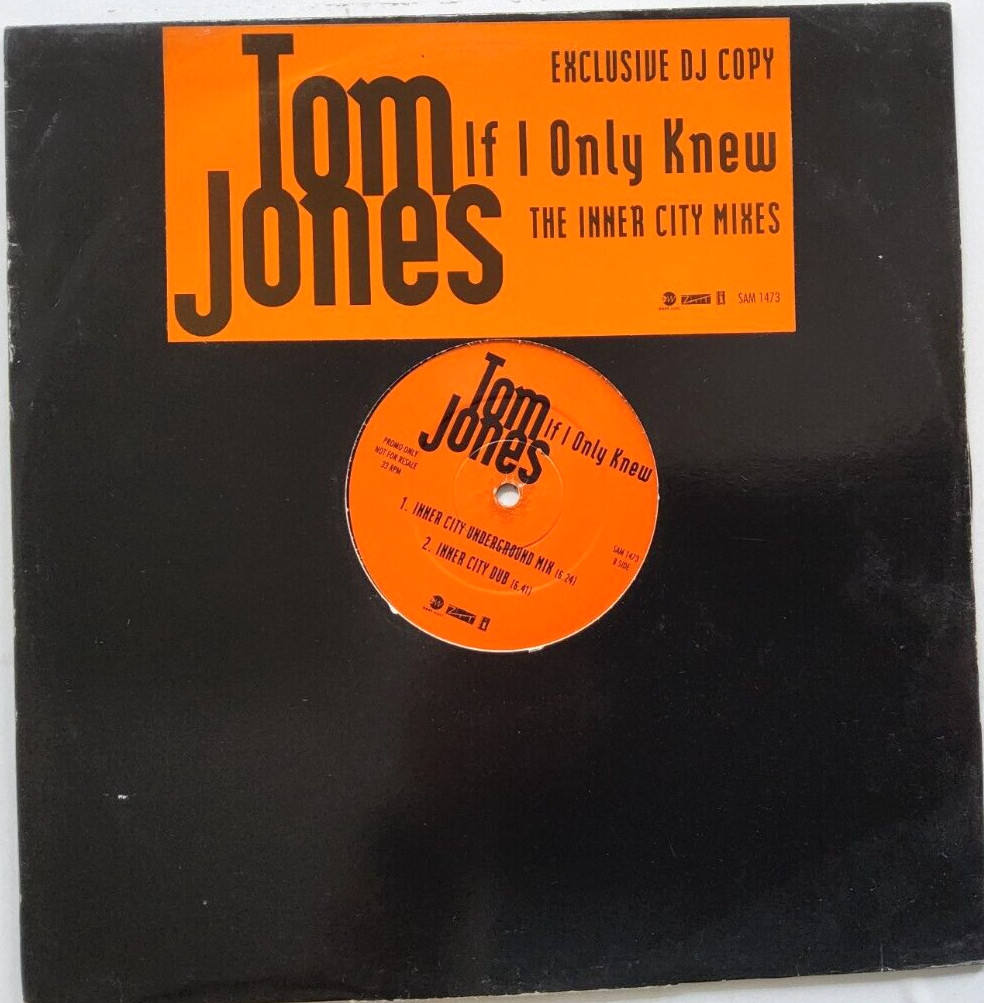 EXCLUSIVE DJ COPY
Tom
Jones
If I Only Knew
THE INNER CITY MIXES
ZTT
SAM 1473
Tom
Jones
If I Only Knew
PROMO ONLY
NOT FOR RESALE
33 RPM
1. INNER CITY UNDERGROUND MIX (6.24)
2. INNER CITY DUB (6.41)
SAM 1473
B SIDE
ZTT